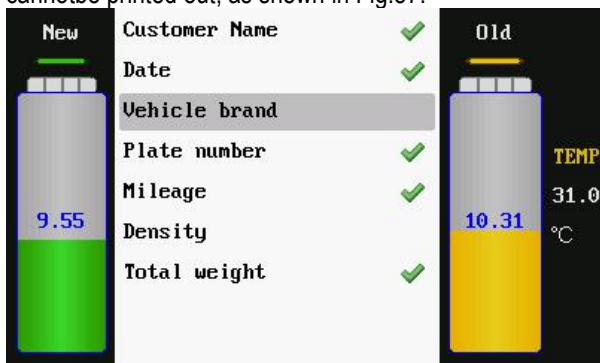 cannotbe printed out, as shown in Fig.37.
New
Customer Name
Old
Date
Vehicle brand
Plate number
TEMP
Mileage
31.0
9.55
10.31
Density
°C
Total weight